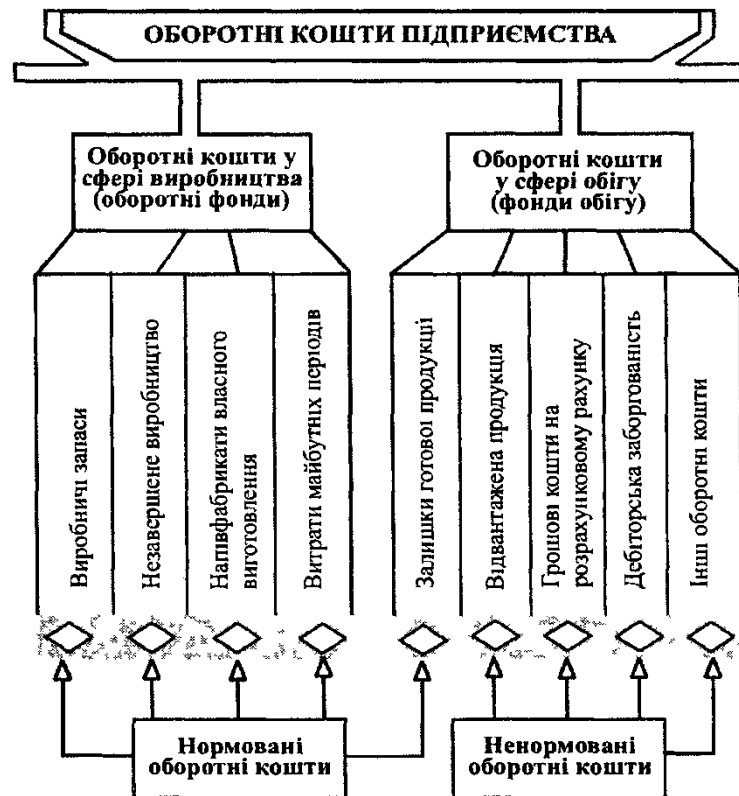 ОБОРОТНІ КОШТИ ПІДПРИЄМСТВА
Оборотні кошти у
сфері виробництва
(оборотні фонди)
Оборотні кошти
у сфері обігу
(фонди обігу)
Виробничі запаси
Незавершене виробництво
Напівфабрикати власного
виготовлення
Витрати майбутніх періодів
Залишки готової продукції
Відвантажена продукція
Грошові кошти на
розрахунковому рахунку
Дебіторська заборгованість
Інші оборотні кошти
Нормовані
оборотні кошти
Ненормовані
оборотні кошти